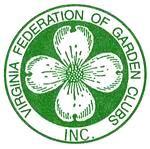 VIRGINIA FEDERATION OF GARDEN CLUBS
INC.